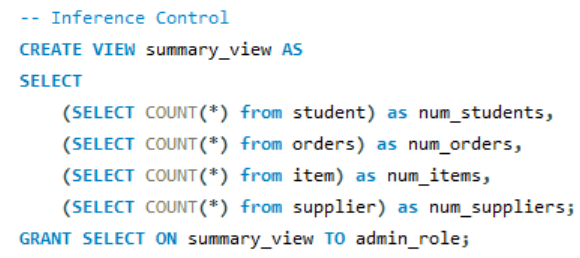 -- Inference Control
CREATE VIEW summary_view AS
SELECT
(SELECT COUNT(*) from student) as num_students,
(SELECT COUNT(*) from orders) as num_orders,
(SELECT COUNT(*) from item) as num_items,
(SELECT COUNT(*) from supplier) as num_suppliers;
GRANT SELECT ON summary_view TO admin_role;